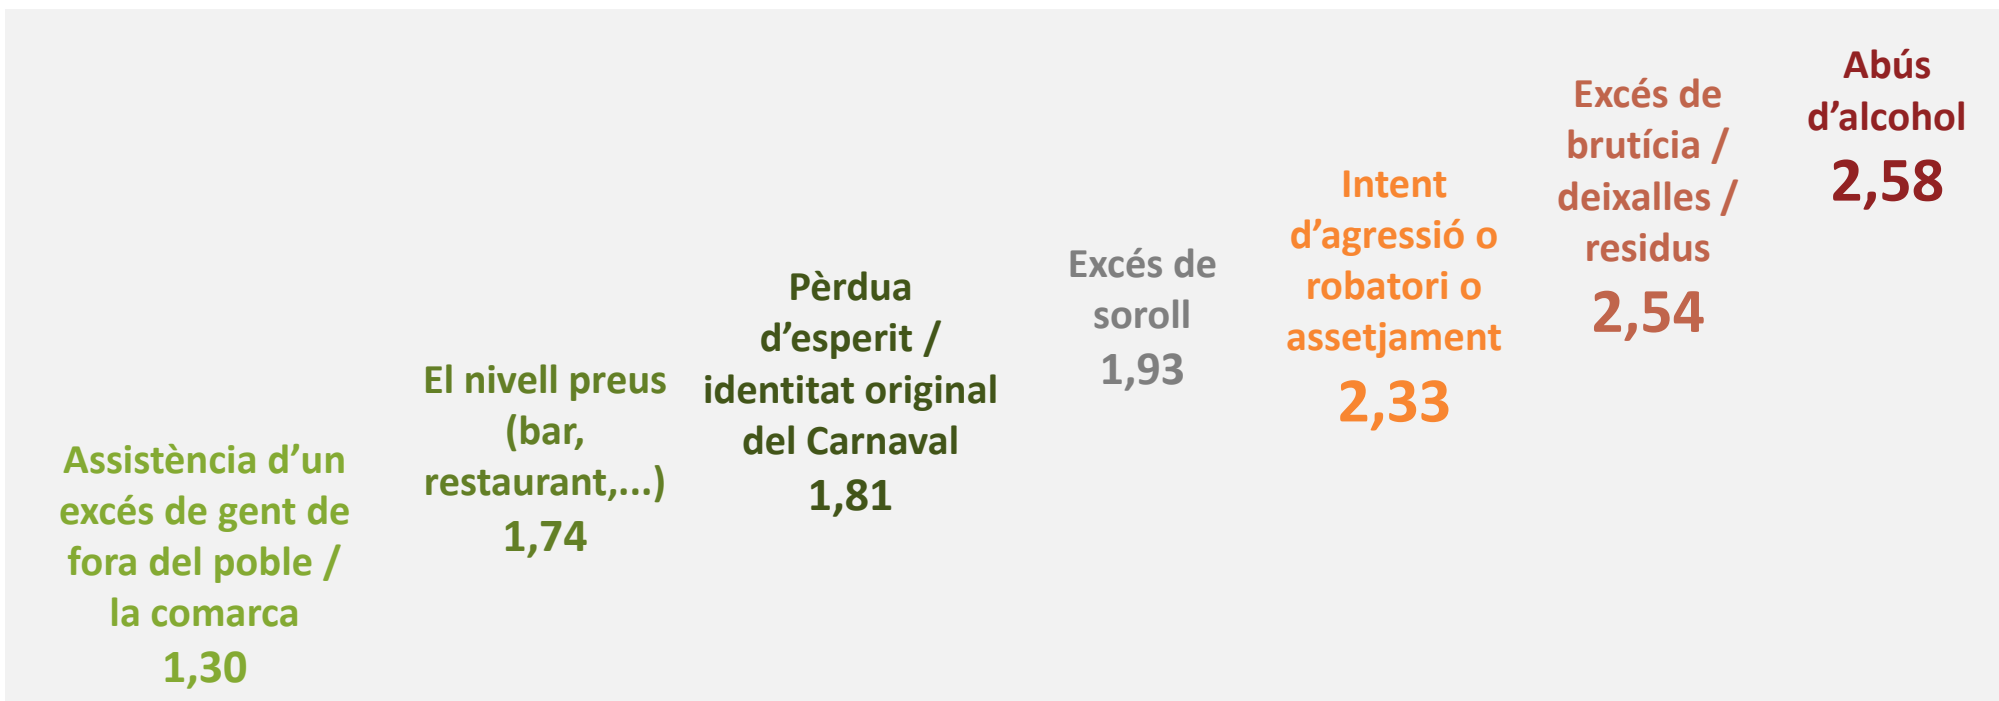 Assistència d’un
excés de gent de
fora del poble /
la comarca
1,30
El nivell preus
(bar,
restaurant,...)
1,74
Pèrdua
d’esperit /
identitat original
del Carnaval
1,81
Excés de
soroll
1,93
Intent
d’agressió o
robatori o
assetjament
2,33
Excés de
brutícia /
deixalles /
residus
2,54
Abús
d’alcohol
2,58